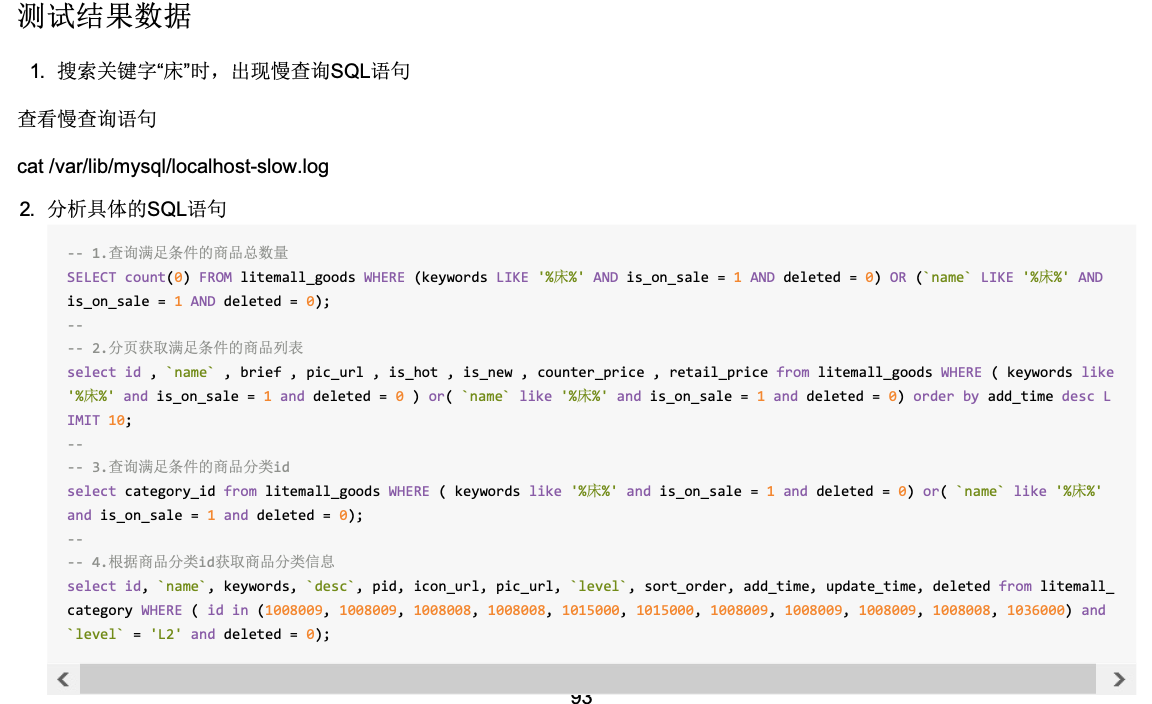 测试结果数据
1. 搜索关键字“床”时，出现慢查询SQL语句
查看慢查询语句
cat /var/lib/mysql/localhost-slow.log
2. 分析具体的SQL语句
-- 1.查询满足条件的商品总数量
SELECT count(0) FROM litemall_goods WHERE (keywords LIKE '%床%' AND is_on_sale = 1 AND deleted = 0) OR (`name` LIKE '%床%' AND
is_on_sale = 1 AND deleted = 0);
--
-- 2.分页获取满足条件的商品列表
select id , `name` , brief , pic_url , is_hot , is_new , counter_price , retail_price from litemall_goods WHERE ( keywords like
'%床%' and is_on_sale = 1 and deleted = 0 ) or( `name` like '%床%' and is_on_sale = 1 and deleted = 0) order by add_time desc L
IMIT 10;
--
-- 3.查询满足条件的商品分类id
select category_id from litemall_goods WHERE ( keywords like '%床%' and is_on_sale = 1 and deleted = 0) or( `name` like '%床%'
and is_on_sale = 1 and deleted = 0);
--
-- 4.根据商品分类id获取商品分类信息
select id, `name`, keywords, `desc`, pid, icon_url, pic_url, `level`, sort_order, add_time, update_time, deleted from litemall_
category WHERE ( id in (1008009, 1008009, 1008008, 1008008, 1015000, 1015000, 1008009, 1008009, 1008009, 1008008, 1036000) and
`level` = 'L2' and deleted = 0);
93